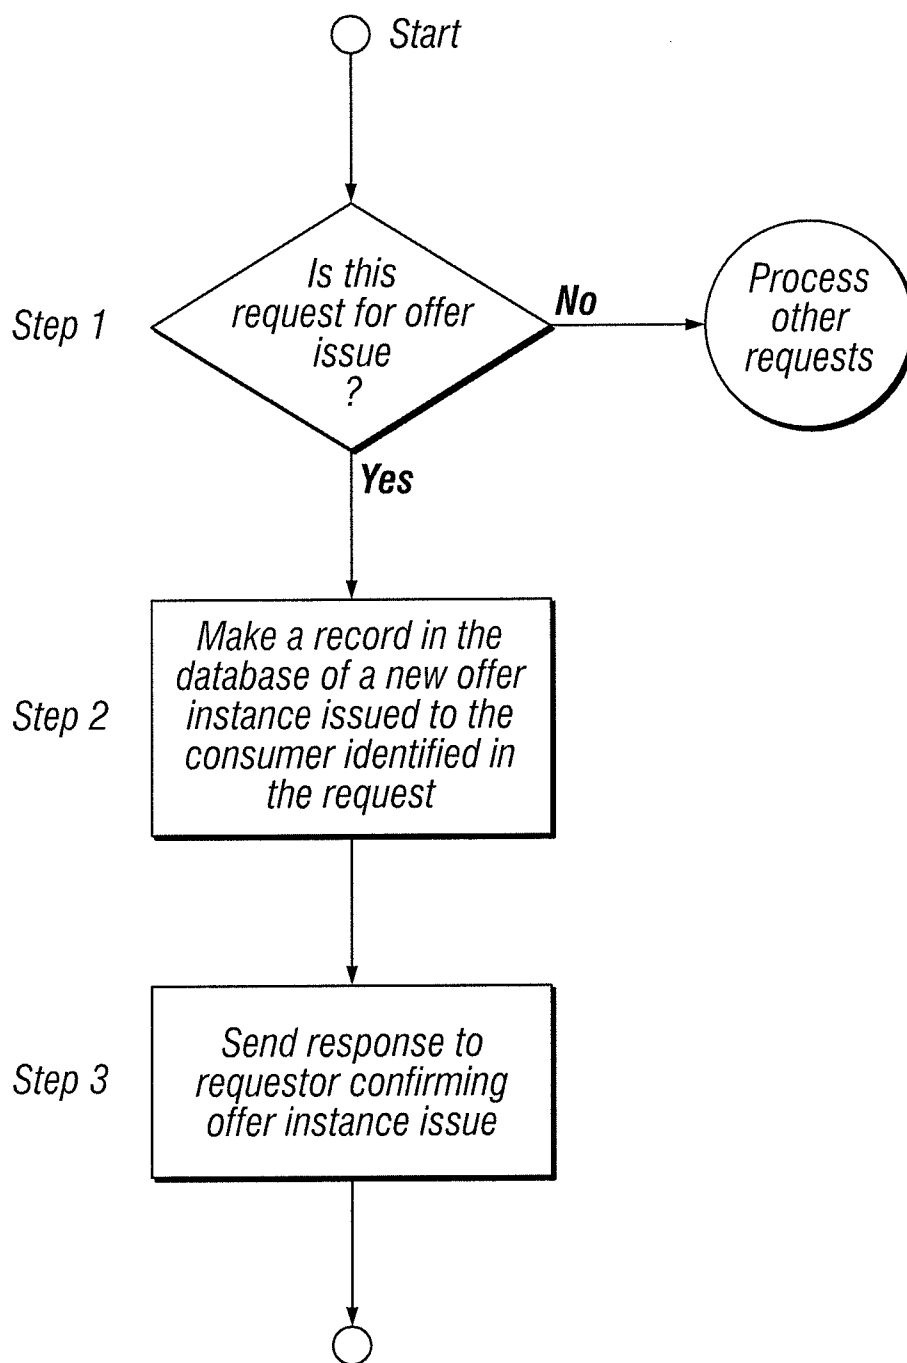 Start
Step 1
Is this
request for offer
issue
?
No
Process
other
requests
Yes
Step 2
Make a record in the
database of a new offer
instance issued to the
consumer identified in
the request
Step 3
Send response to
requestor confirming
offer instance issue